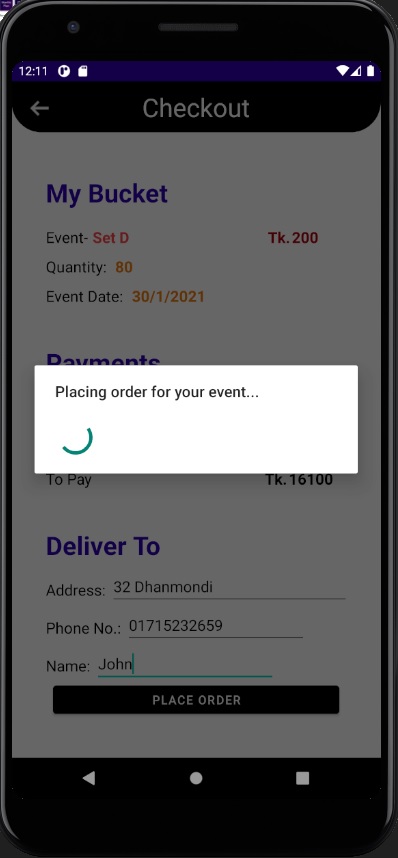 12:11
Checkout
My Bucket
Event- Set D Tk.200
Quantity: 80
Event Date: 30/1/2021
Payments
Placing order for your event...
To Pay Tk.16100
Deliver To
Address: 32 Dhanmondi
Phone No.: 01715232659
Name: John
PLACE ORDER